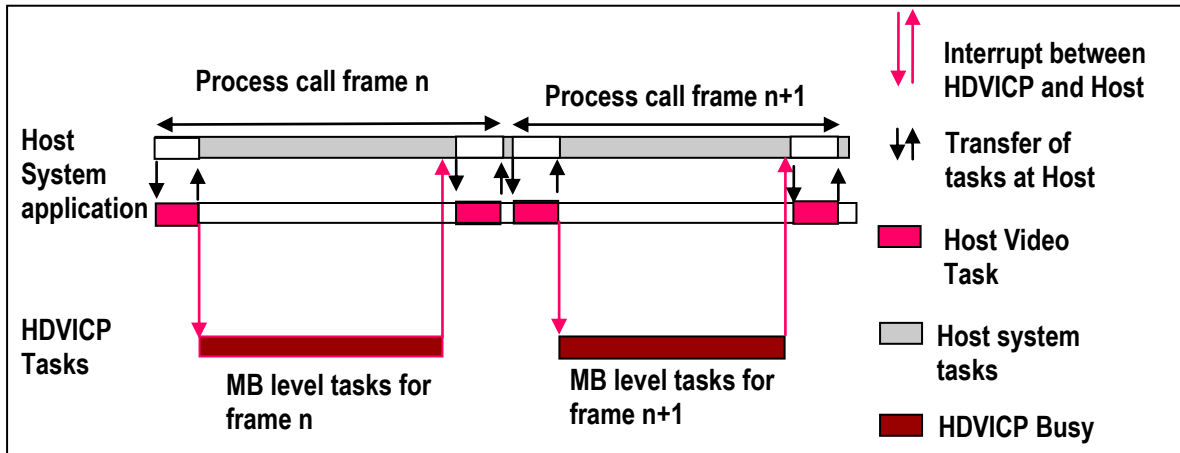 Process call frame n
Process call frame n+1
Host
System
application
HDVICP
Tasks
MB level tasks for
frame n
MB level tasks for
frame n+1
Interrupt between
HDVICP and Host
Transfer of
tasks at Host
Host Video
Task
Host system
tasks
HDVICP Busy